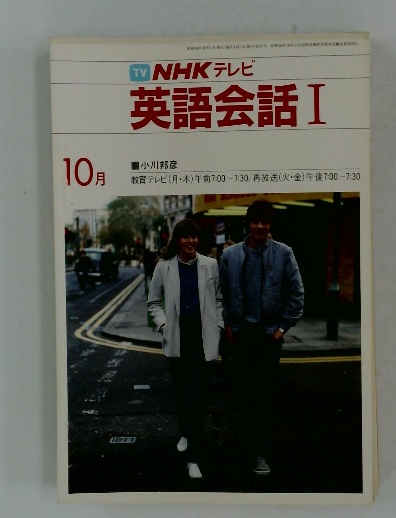 TV NHKテレビ
英語会話 I
10月
■小川邦彦
教育テレビ(月・木)午前7:00-7:30/再放送(火・金)午後7:00-7:30